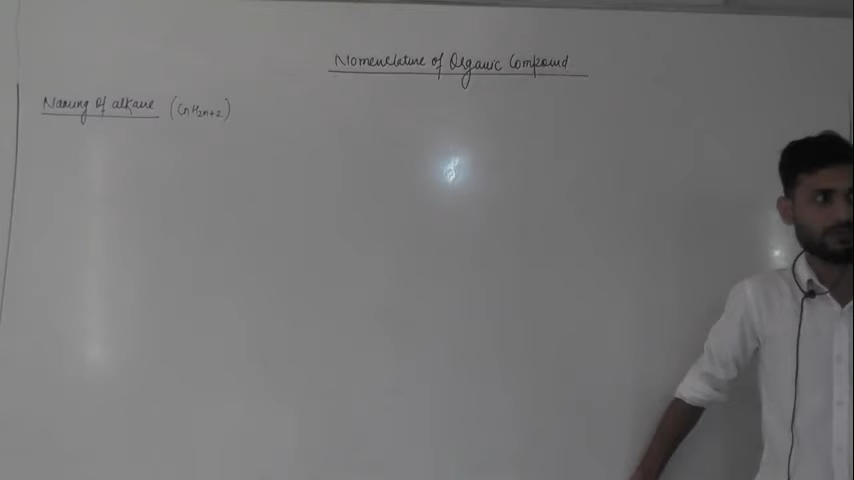 Nomenclature of Organic Compound
Naming of alkane (CnH2n+2)